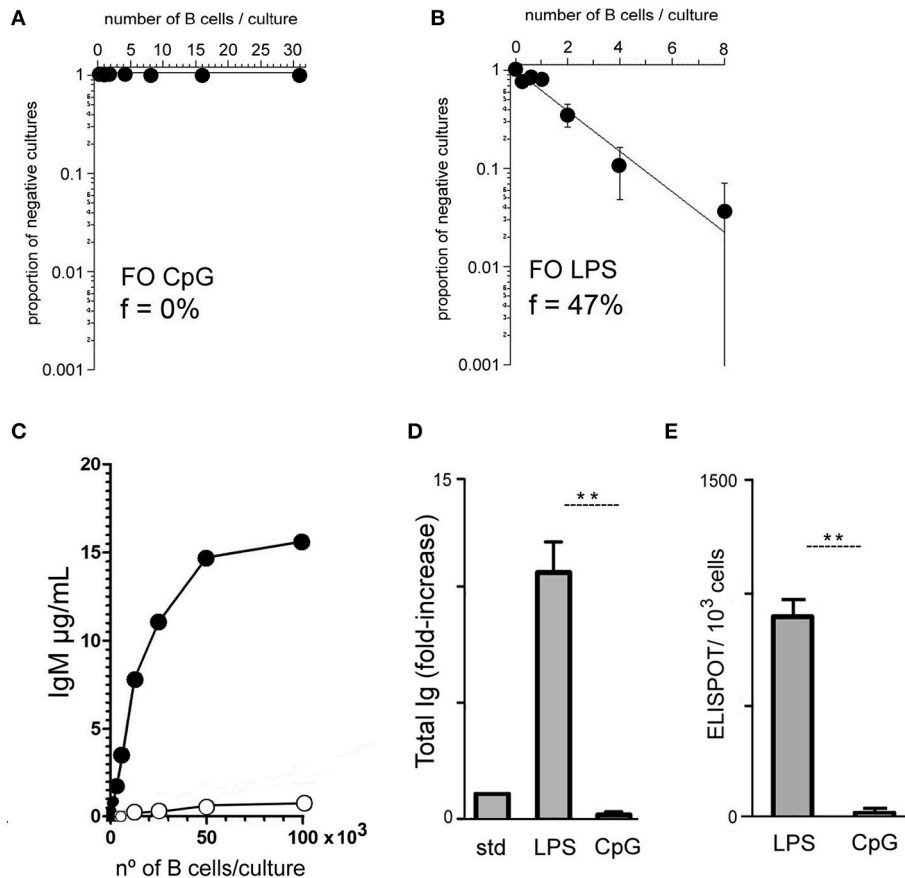 A
number of B cells / culture
0 5 10 15 20 25 30
1
0.1
0.01
0.001
proportion of negative cultures
FO CpG
f = 0%
B
number of B cells / culture
0 2 4 6 8
1
0.1
0.01
0.001
proportion of negative cultures
FO LPS
f = 47%
C
20
15
10
5
0
IgM µg/mL
0 50 100 x10³
nº of B cells/culture
D
15
0
Total Ig (fold-increase)
**
std LPS CpG
E
1500
0
ELISPOT/ 10³ cells
**
LPS CpG